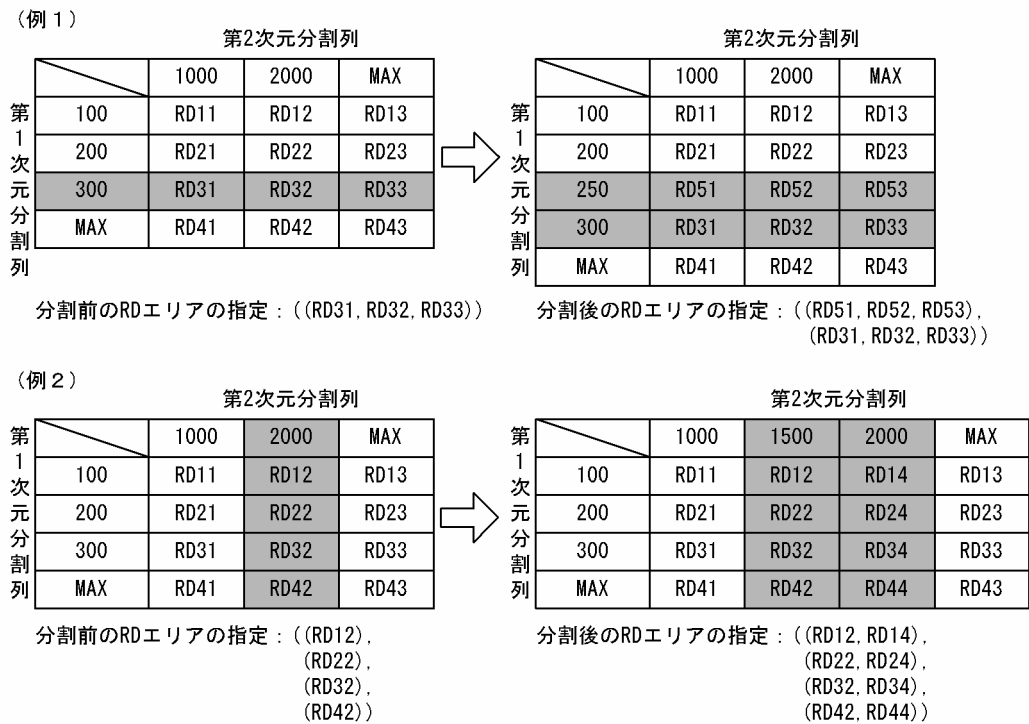 （例１）
第2次元分割列
第1次元分割列
1000 2000 MAX
100 RD11 RD12 RD13
200 RD21 RD22 RD23
300 RD31 RD32 RD33
MAX RD41 RD42 RD43
分割前のRDエリアの指定：((RD31,RD32,RD33))
第2次元分割列
第1次元分割列
1000 2000 MAX
100 RD11 RD12 RD13
200 RD21 RD22 RD23
250 RD51 RD52 RD53
300 RD31 RD32 RD33
MAX RD41 RD42 RD43
分割後のRDエリアの指定：((RD51,RD52,RD53),
(RD31,RD32,RD33))
（例２）
第2次元分割列
第1次元分割列
1000 2000 MAX
100 RD11 RD12 RD13
200 RD21 RD22 RD23
300 RD31 RD32 RD33
MAX RD41 RD42 RD43
分割前のRDエリアの指定：((RD12),
(RD22),
(RD32),
(RD42))
第2次元分割列
第1次元分割列
1000 1500 2000 MAX
100 RD11 RD12 RD14 RD13
200 RD21 RD22 RD24 RD23
300 RD31 RD32 RD34 RD33
MAX RD41 RD42 RD44 RD43
分割後のRDエリアの指定：((RD12,RD14),
(RD22,RD24),
(RD32,RD34),
(RD42,RD44))